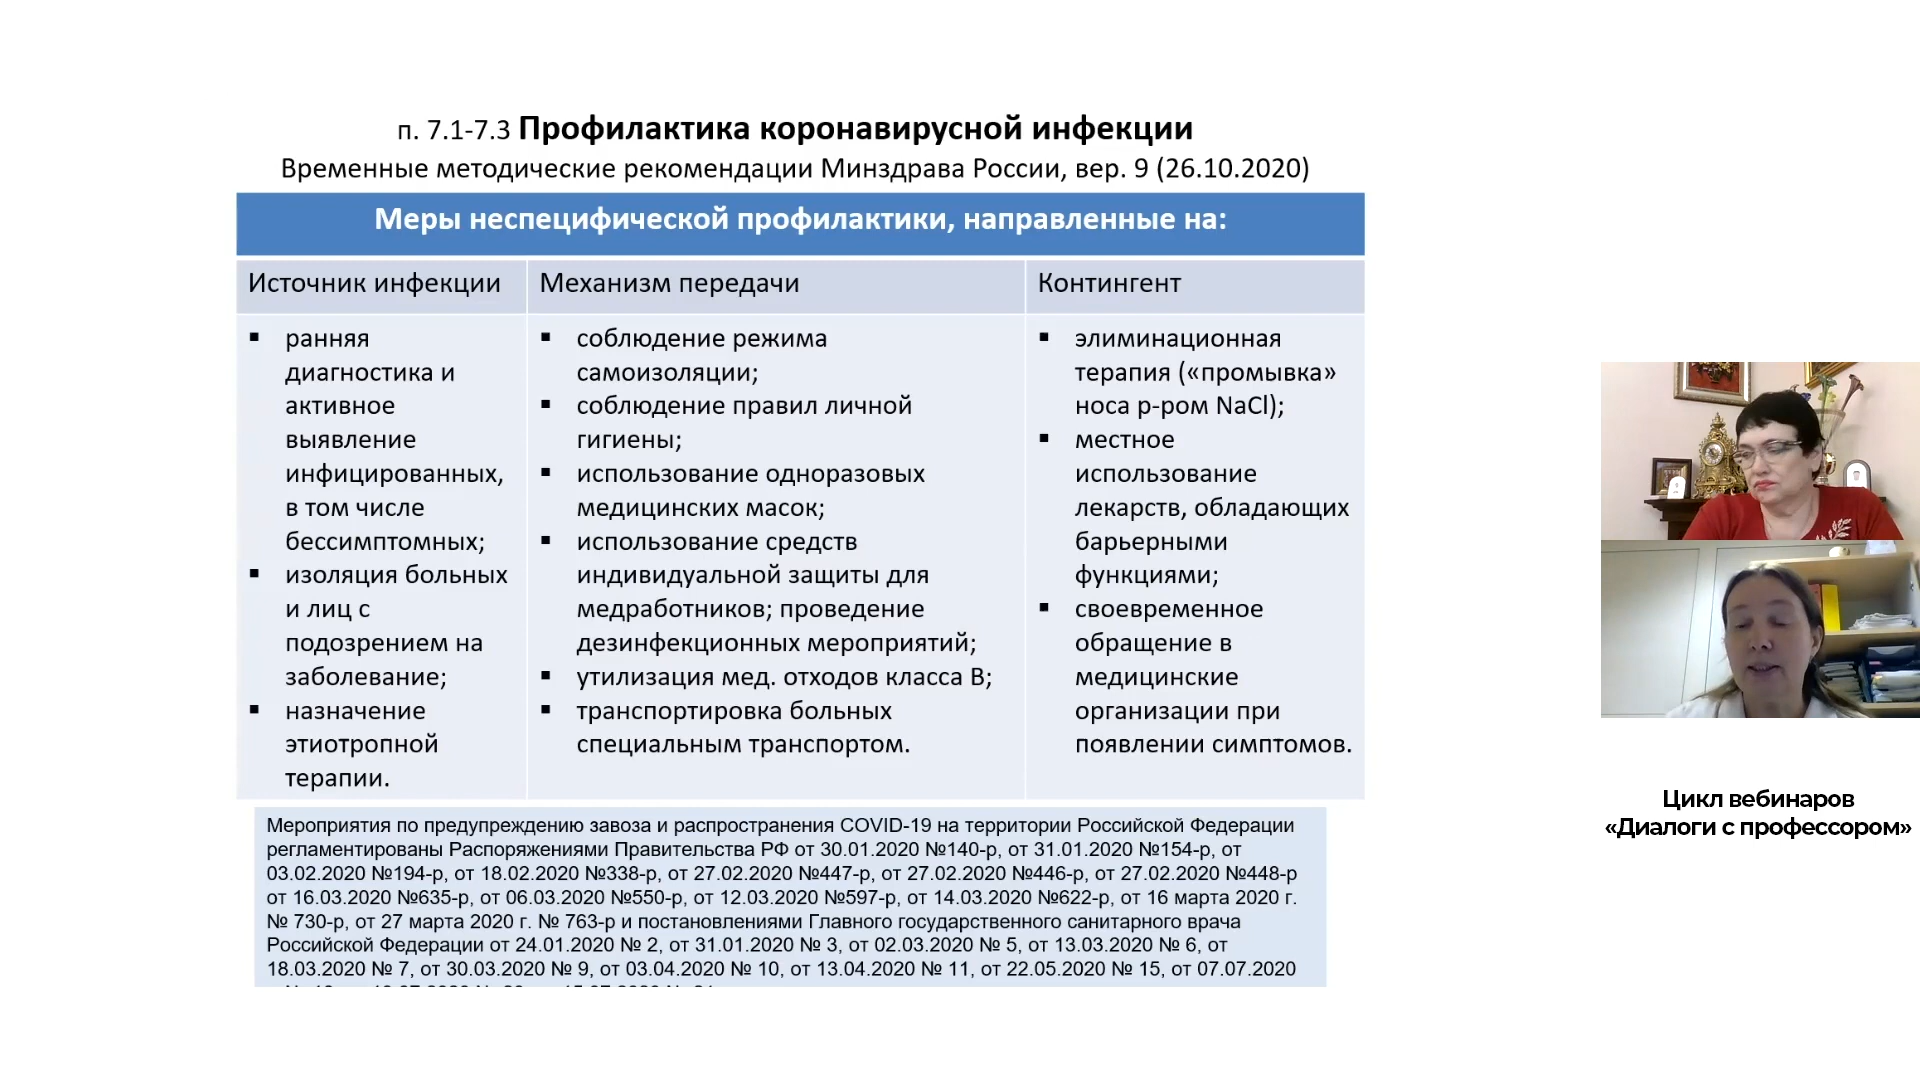 п. 7.1-7.3 Профилактика коронавирусной инфекции
Временные методические рекомендации Минздрава России, вер. 9 (26.10.2020)
Меры неспецифической профилактики, направленные на:
Источник инфекции
▪ ранняя
диагностика и
активное
выявление
инфицированных,
в том числе
бессимптомных;
▪ изоляция больных
и лиц с
подозрением на
заболевание;
▪ назначение
этиотропной
терапии.
Механизм передачи
▪ соблюдение режима
самоизоляции;
▪ соблюдение правил личной
гигиены;
▪ использование одноразовых
медицинских масок;
▪ использование средств
индивидуальной защиты для
медработников; проведение
дезинфекционных мероприятий;
▪ утилизация мед. отходов класса В;
▪ транспортировка больных
специальным транспортом.
Контингент
▪ элиминационная
терапия («промывка»
носа р-ром NaCl);
▪ местное
использование
лекарств, обладающих
барьерными
функциями;
▪ своевременное
обращение в
медицинские
организации при
появлении симптомов.
Мероприятия по предупреждению завоза и распространения COVID-19 на территории Российской Федерации
регламентированы Распоряжениями Правительства РФ от 30.01.2020 №140-р, от 31.01.2020 №154-р, от
03.02.2020 №194-р, от 18.02.2020 №338-р, от 27.02.2020 №447-р, от 27.02.2020 №446-р, от 27.02.2020 №448-р
от 16.03.2020 №635-р, от 06.03.2020 №550-р, от 12.03.2020 №597-р, от 14.03.2020 №622-р, от 16 марта 2020 г.
№ 730-р, от 27 марта 2020 г. № 763-р и постановлениями Главного государственного санитарного врача
Российской Федерации от 24.01.2020 № 2, от 31.01.2020 № 3, от 02.03.2020 № 5, от 13.03.2020 № 6, от
18.03.2020 № 7, от 30.03.2020 № 9, от 03.04.2020 № 10, от 13.04.2020 № 11, от 22.05.2020 № 15, от 07.07.2020
Цикл вебинаров
«Диалоги с профессором»